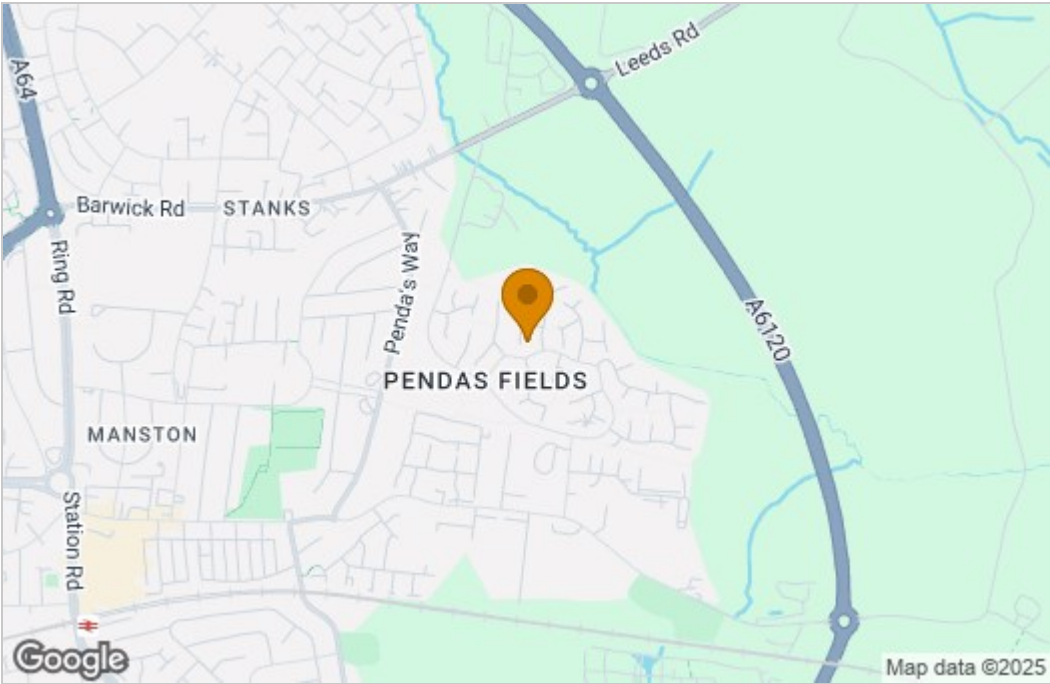 A64
Leeds Rd
Barwick Rd
STANKS
Ring Rd
Penda's Way
A6120
PENDAS FIELDS
MANSTON
Station Rd
Google
Map data ©2025